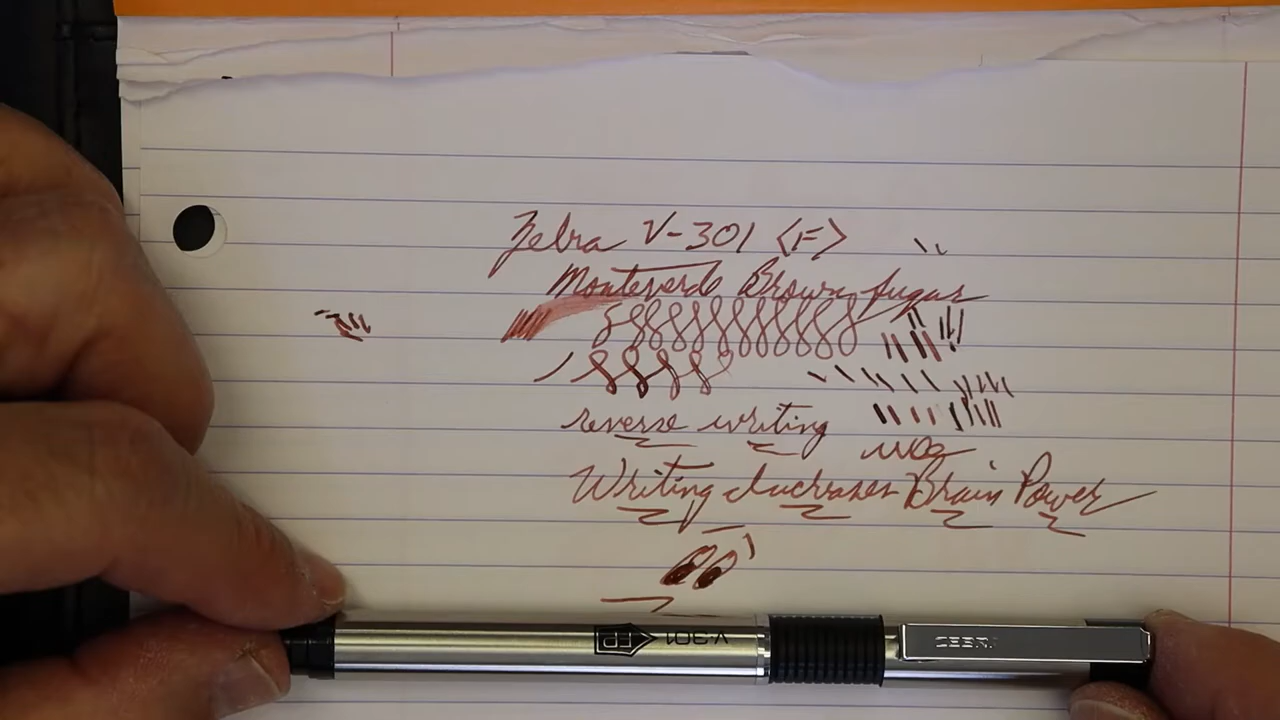 Zebra V-301 <F>
Monteverde Brown Sugar
reverse writing
Writing Increases Brain Power
FP V-301
ZEBRA